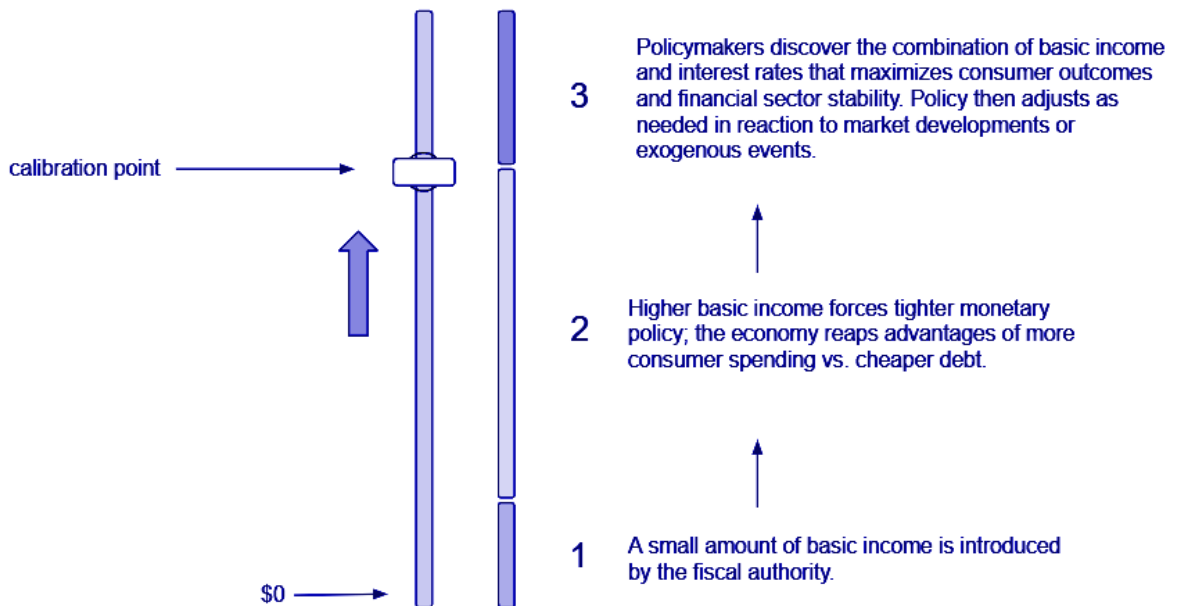 3
Policymakers discover the combination of basic income
and interest rates that maximizes consumer outcomes
and financial sector stability. Policy then adjusts as
needed in reaction to market developments or
exogenous events.
calibration point
2
Higher basic income forces tighter monetary
policy; the economy reaps advantages of more
consumer spending vs. cheaper debt.
1
A small amount of basic income is introduced
by the fiscal authority.
$0